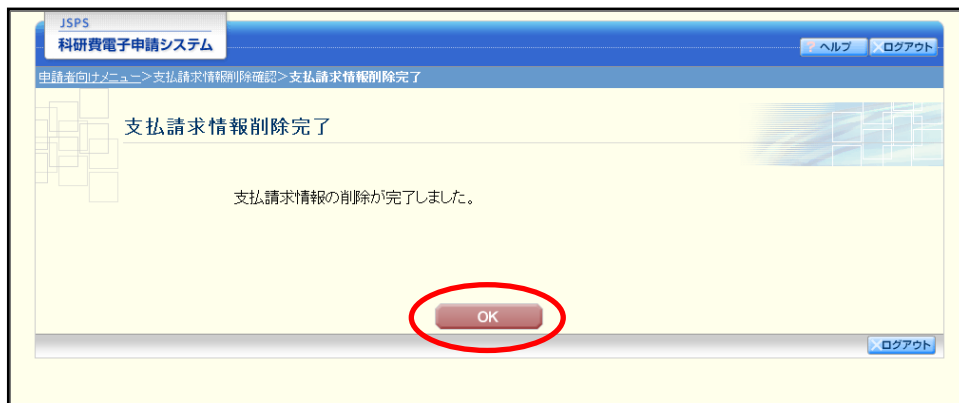 JSPS
科研費電子申請システム
? ヘルプ
ログアウト
申請者向けメニュー>支払請求情報削除確認>支払請求情報削除完了
支払請求情報削除完了
支払請求情報の削除が完了しました。
OK
ログアウト